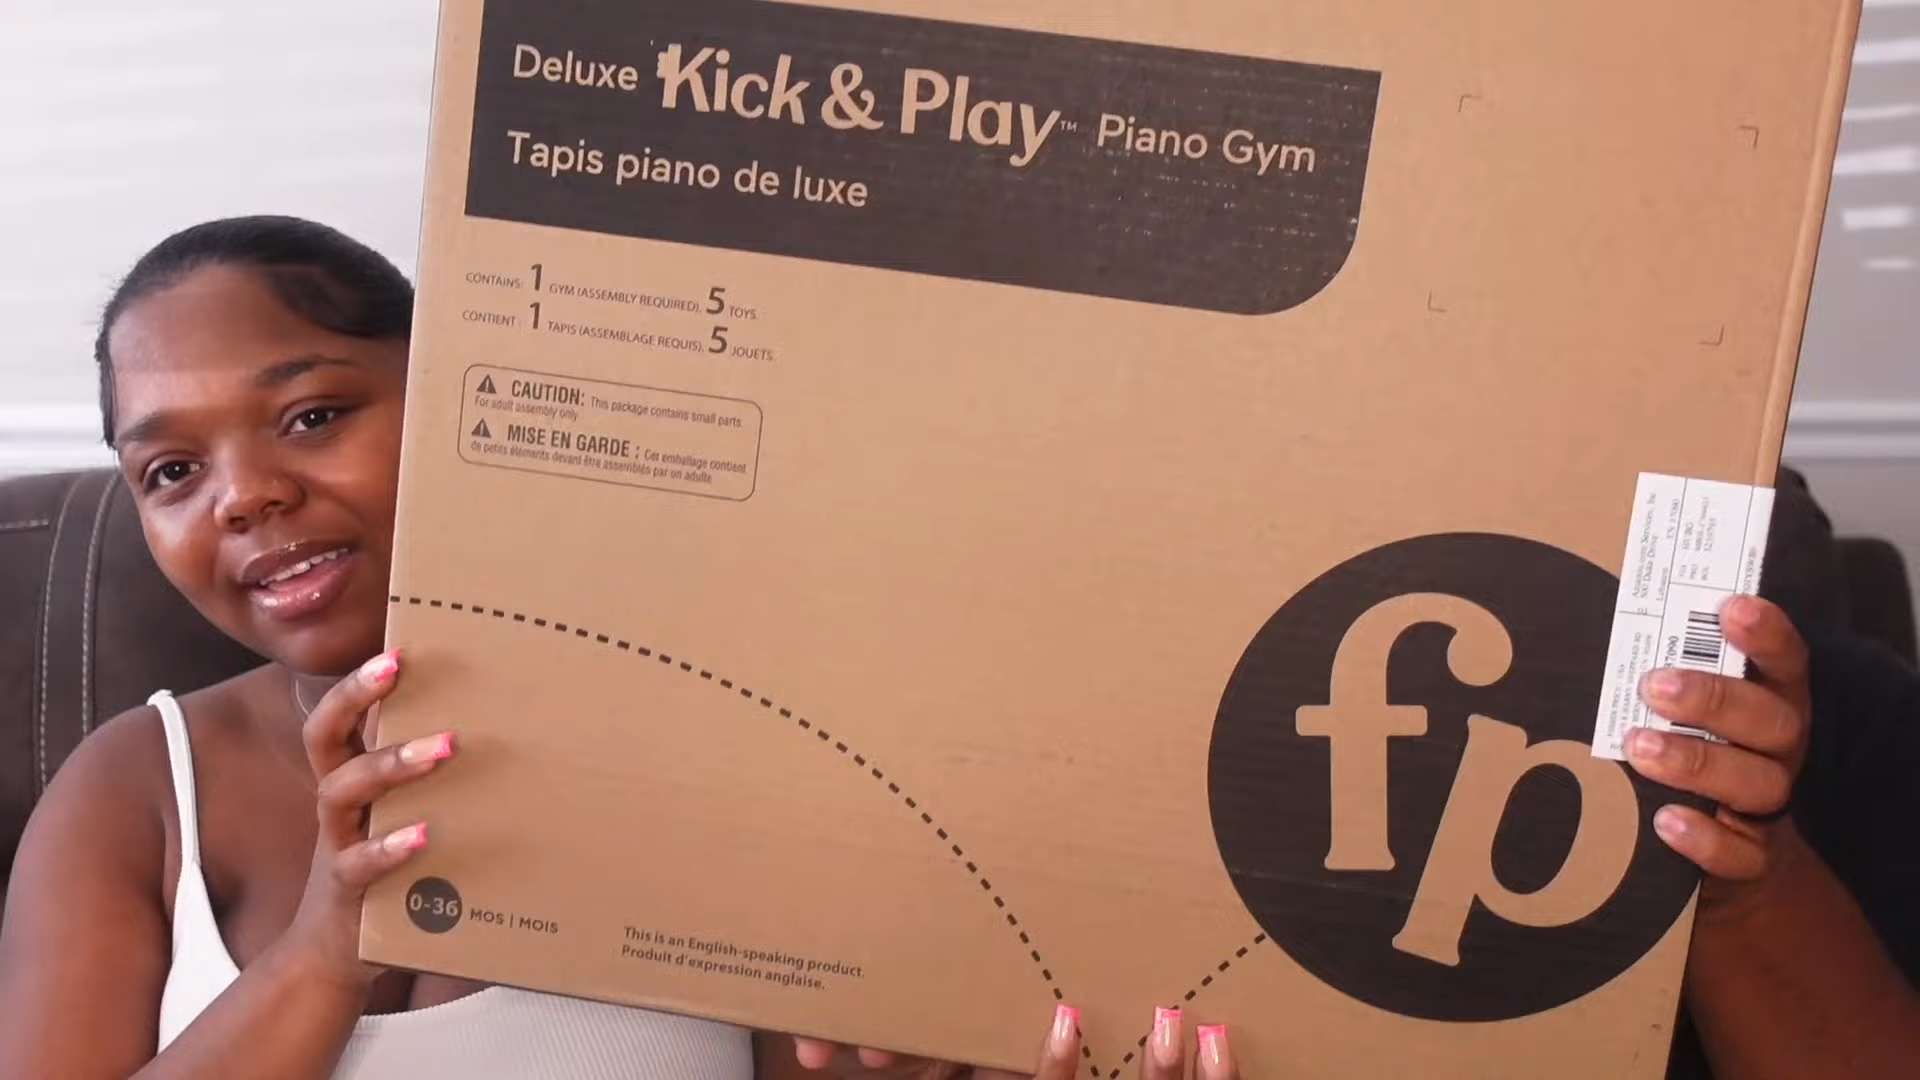 Deluxe Kick & Play™ Piano Gym
Tapis piano de luxe
CONTAINS: 1 GYM (ASSEMBLY REQUIRED), 5 TOYS.
CONTIENT : 1 TAPIS (ASSEMBLAGE REQUIS), 5 JOUETS.
CAUTION: This package contains small parts.
For adult assembly only.
MISE EN GARDE : Cet emballage contient
de petits éléments devant être assemblés par un adulte.
fp
0-36 MOS | MOIS
This is an English-speaking product.
Produit d'expression anglaise.